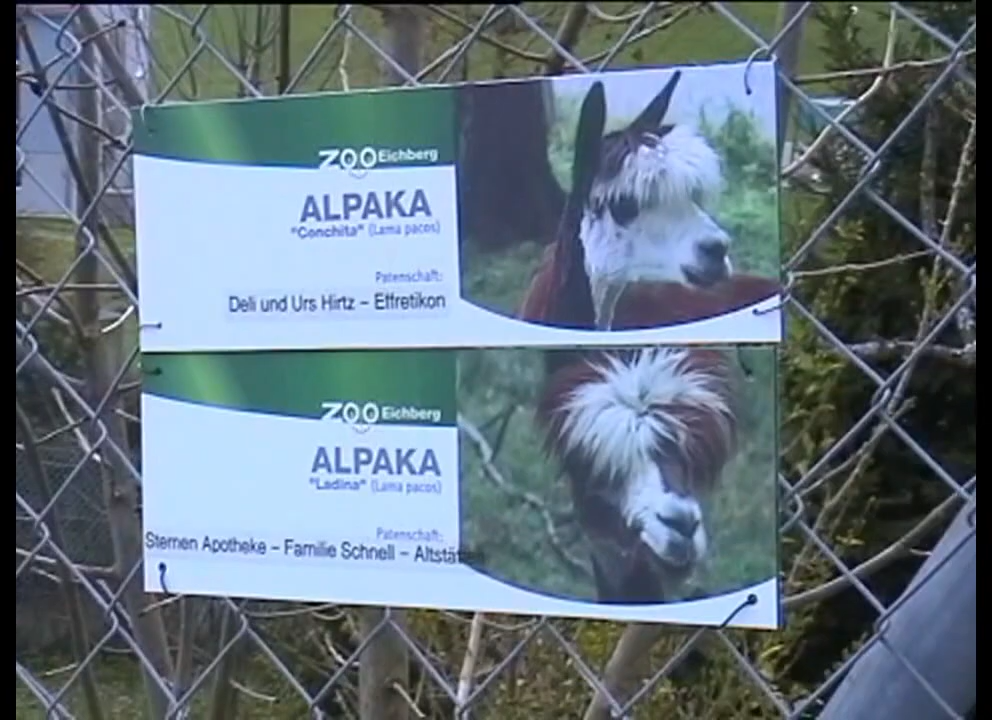 ZOO Eichberg
ALPAKA
"Conchita" (Lama pacos)
Patenschaft:
Deli und Urs Hirtz – Effretikon
ZOO Eichberg
ALPAKA
"Ladina" (Lama pacos)
Patenschaft:
Sternen Apotheke – Familie Schnell – Altstätten